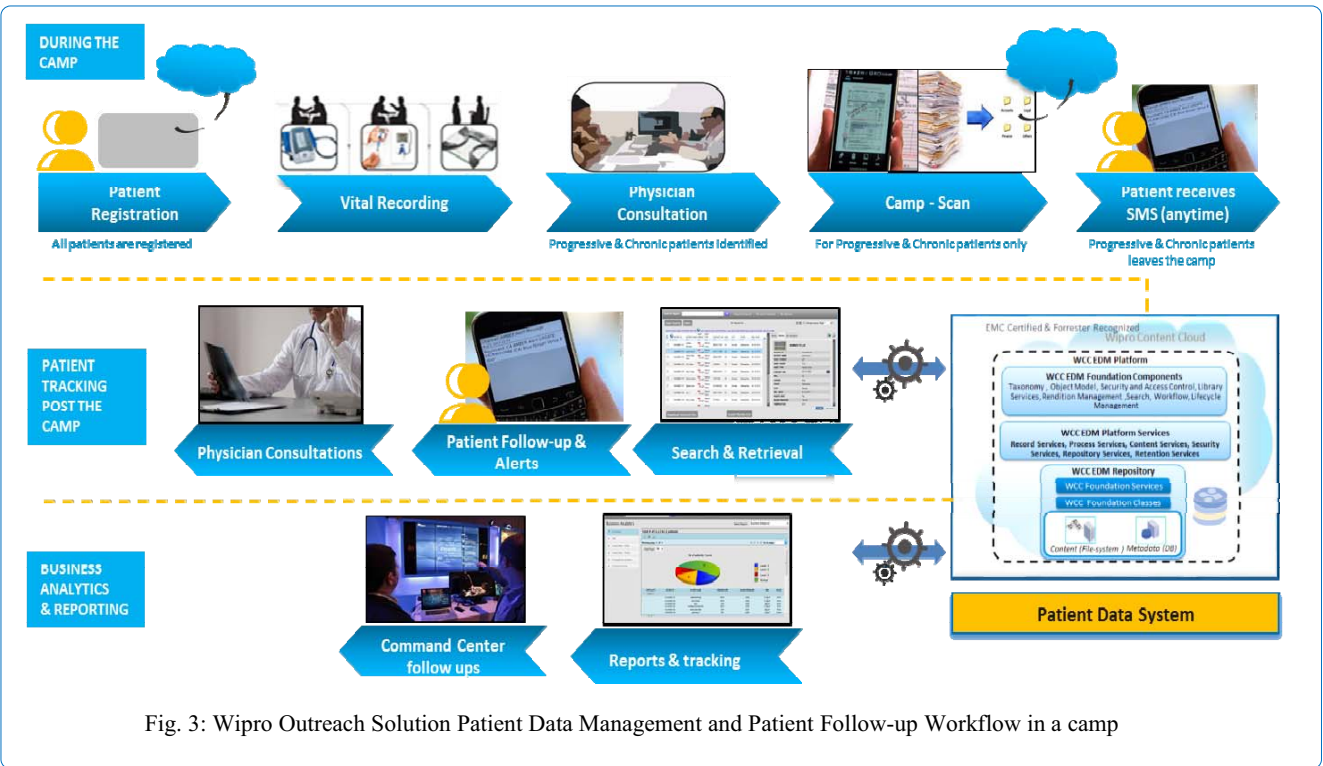 DURING THE
CAMP
Patient
Registration
All patients are registered
Vital Recording
Physician
Consultation
Progressive & Chronic patients identified
Camp - Scan
For Progressive & Chronic patients only
Patient receives
SMS (anytime)
Progressive & Chronic patients
leaves the camp
PATIENT
TRACKING
POST THE
CAMP
Physician Consultations
Patient Follow-up &
Alerts
Search & Retrieval
EMC Certified & Forrester Recognized
Wipro Content Cloud
WCC EDM Platform
WCC EDM Foundation Components
Taxonomy , Object Model, Security and Access Control, Library
Services, Rendition Management ,Search, Workflow, Lifecycle
Management
WCC EDM Platform Services
Record Services, Process Services, Content Services, Security
Services, Repository Services, Retention Services
WCC EDM Repository
WCC Foundation Services
WCC Foundation Classes
Content (File-system ) Metadata (DB)
Patient Data System
BUSINESS
ANALYTICS
& REPORTING
Command Center
follow ups
Reports & tracking
Fig. 3: Wipro Outreach Solution Patient Data Management and Patient Follow-up Workflow in a camp